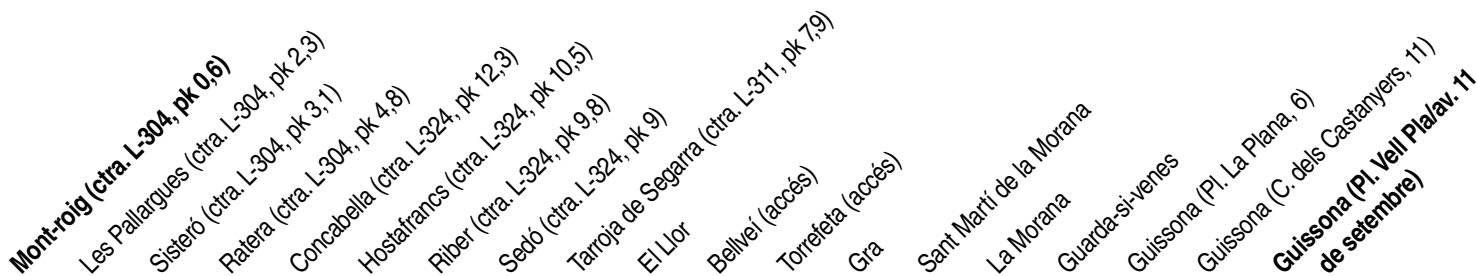 Mont-roig (ctra. L-304, pk 0,6)
Les Pallargues (ctra. L-304, pk 2,3)
Sisteró (ctra. L-304, pk 3,1)
Ratera (ctra. L-304, pk 4,8)
Concabella (ctra. L-324, pk 12,3)
Hostafrancs (ctra. L-324, pk 10,5)
Riber (ctra. L-324, pk 9,8)
Sedó (ctra. L-324, pk 9)
Tarroja de Segarra (ctra. L-311, pk 7,9)
El Llor
Bellveí (accés)
Torrefeta (accés)
Gra
Sant Martí de la Morana
La Morana
Guarda-si-venes
Guissona (Pl. La Plana, 6)
Guissona (C. dels Castanyers, 11)
Guissona (Pl. Vell Pla/av. 11
de setembre)